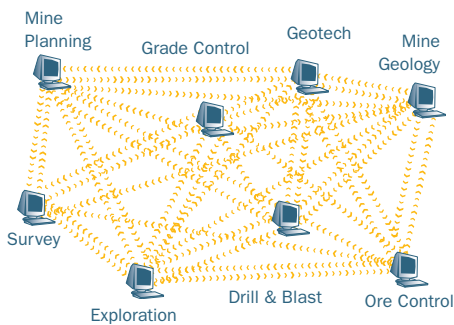 Mine
Planning
Grade Control
Geotech
Mine
Geology
Survey
Exploration
Drill & Blast
Ore Control